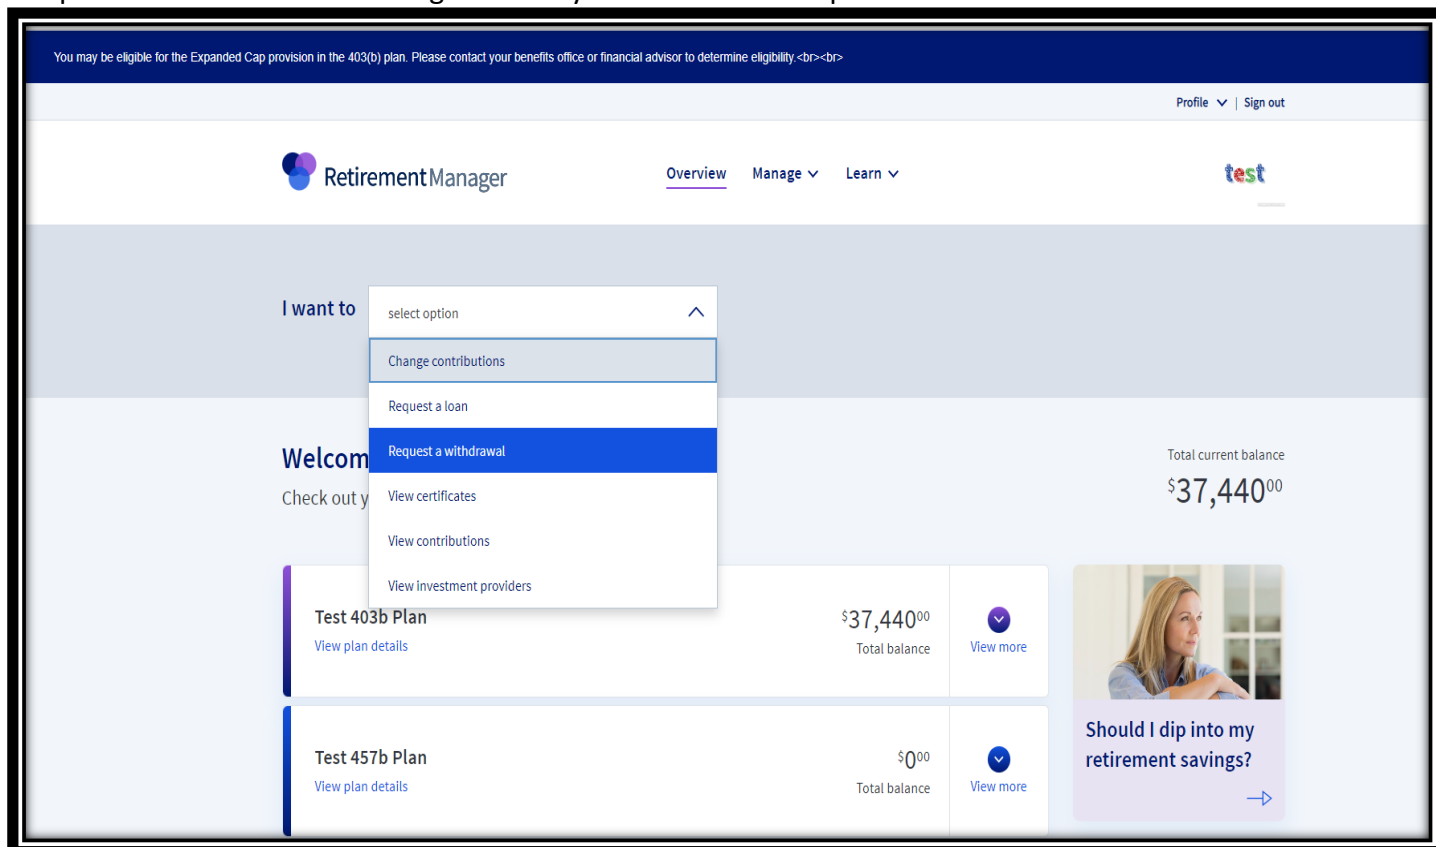 You may be eligible for the Expanded Cap provision in the 403(b) plan. Please contact your benefits office or financial advisor to determine eligibility.<br><br>
Profile | Sign out
RetirementManager
Overview Manage Learn
test
I want to
select option
Change contributions
Request a loan
Request a withdrawal
View certificates
View contributions
View investment providers
Welcom
Check out y
Total current balance
$37,44000
Test 403b Plan
View plan details
$37,44000
Total balance
View more
Test 457b Plan
View plan details
$000
Total balance
View more
Should I dip into my
retirement savings?